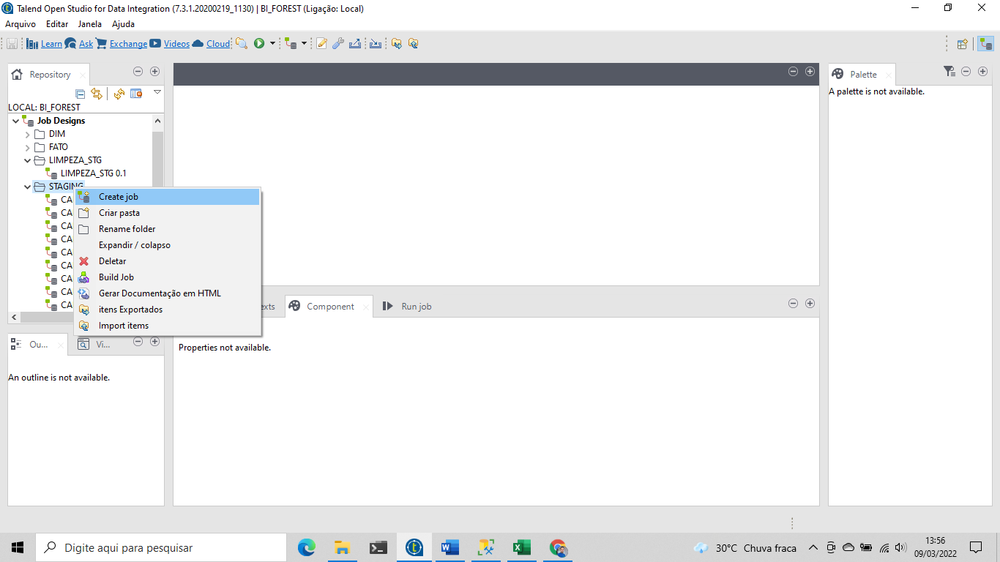 Talend Open Studio for Data Integration (7.3.1.20200219_1130) | BI_FOREST (Ligação: Local)
Arquivo Editar Janela Ajuda
Learn Ask Exchange Videos Cloud
Repository
LOCAL: BI_FOREST
Job Designs
DIM
FATO
LIMPEZA_STG
LIMPEZA_STG 0.1
STAGING
CA
CA
CA
CA
CA
CA
CA
CA
CA
Create job
Criar pasta
Rename folder
Expandir / colapso
Deletar
Build Job
Gerar Documentação em HTML
itens Exportados
Import items
Palette
A palette is not available.
exts Component Run job
Properties not available.
Ou... Vi...
An outline is not available.
Digite aqui para pesquisar
30°C Chuva fraca
13:56
09/03/2022